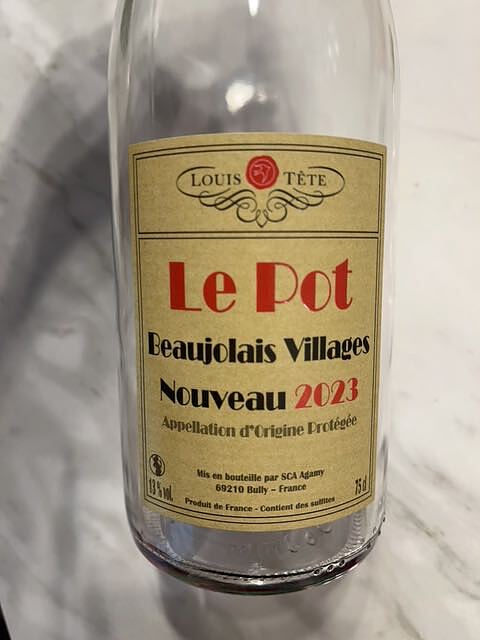 LOUIS TÊTE
Le Pot
Beaujolais Villages
Nouveau 2023
Appellation d'Origine Protégée
Mis en bouteille par SCA Agamy
69210 Bully – France
13 % vol.
75 cl
Produit de France - Contient des sulfites